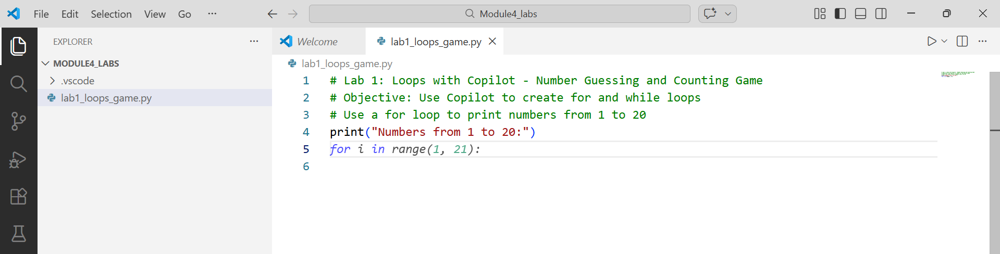 File Edit Selection View Go ... Module4_labs
EXPLORER ...
Welcome lab1_loops_game.py
MODULE4_LABS
.vscode
lab1_loops_game.py
lab1_loops_game.py
1 # Lab 1: Loops with Copilot - Number Guessing and Counting Game
2 # Objective: Use Copilot to create for and while loops
3 # Use a for loop to print numbers from 1 to 20
4 print("Numbers from 1 to 20:")
5 for i in range(1, 21):
6